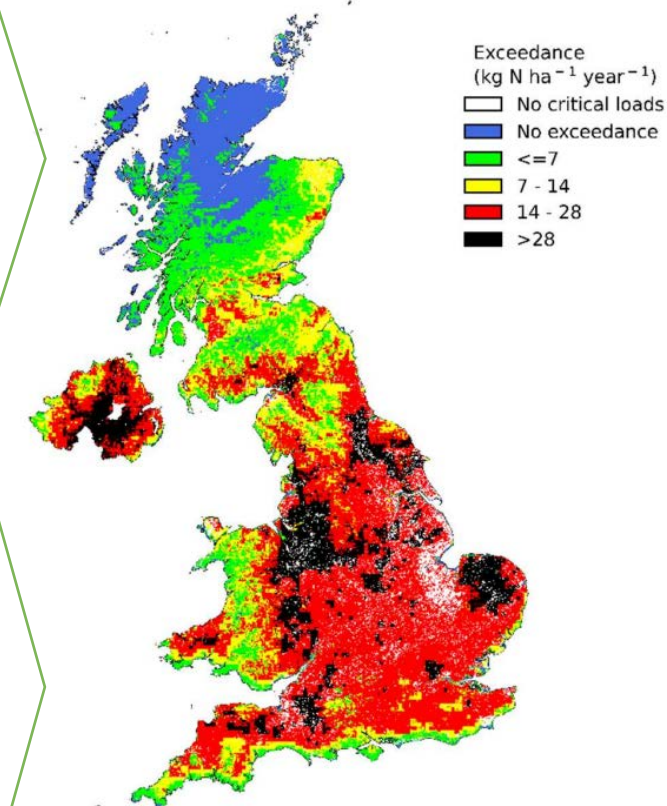 Exceedance
(kg N ha⁻¹ year⁻¹)
No critical loads
No exceedance
<=7
7 - 14
14 - 28
>28